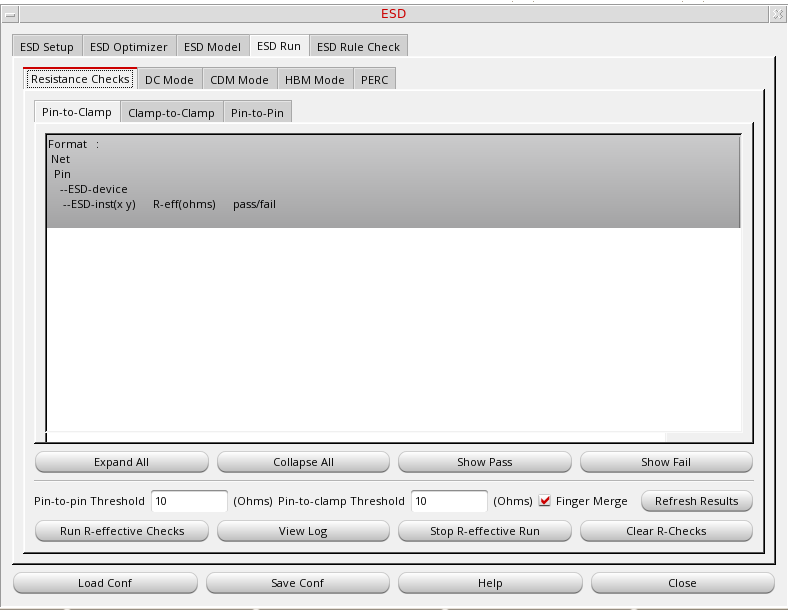 ESD
ESD Setup ESD Optimizer ESD Model ESD Run ESD Rule Check
Resistance Checks DC Mode CDM Mode HBM Mode PERC
Pin-to-Clamp Clamp-to-Clamp Pin-to-Pin
Format :
Net
Pin
--ESD-device
--ESD-inst(x y) R-eff(ohms) pass/fail
Expand All Collapse All Show Pass Show Fail
Pin-to-pin Threshold 10 (Ohms) Pin-to-clamp Threshold 10 (Ohms) Finger Merge Refresh Results
Run R-effective Checks View Log Stop R-effective Run Clear R-Checks
Load Conf Save Conf Help Close